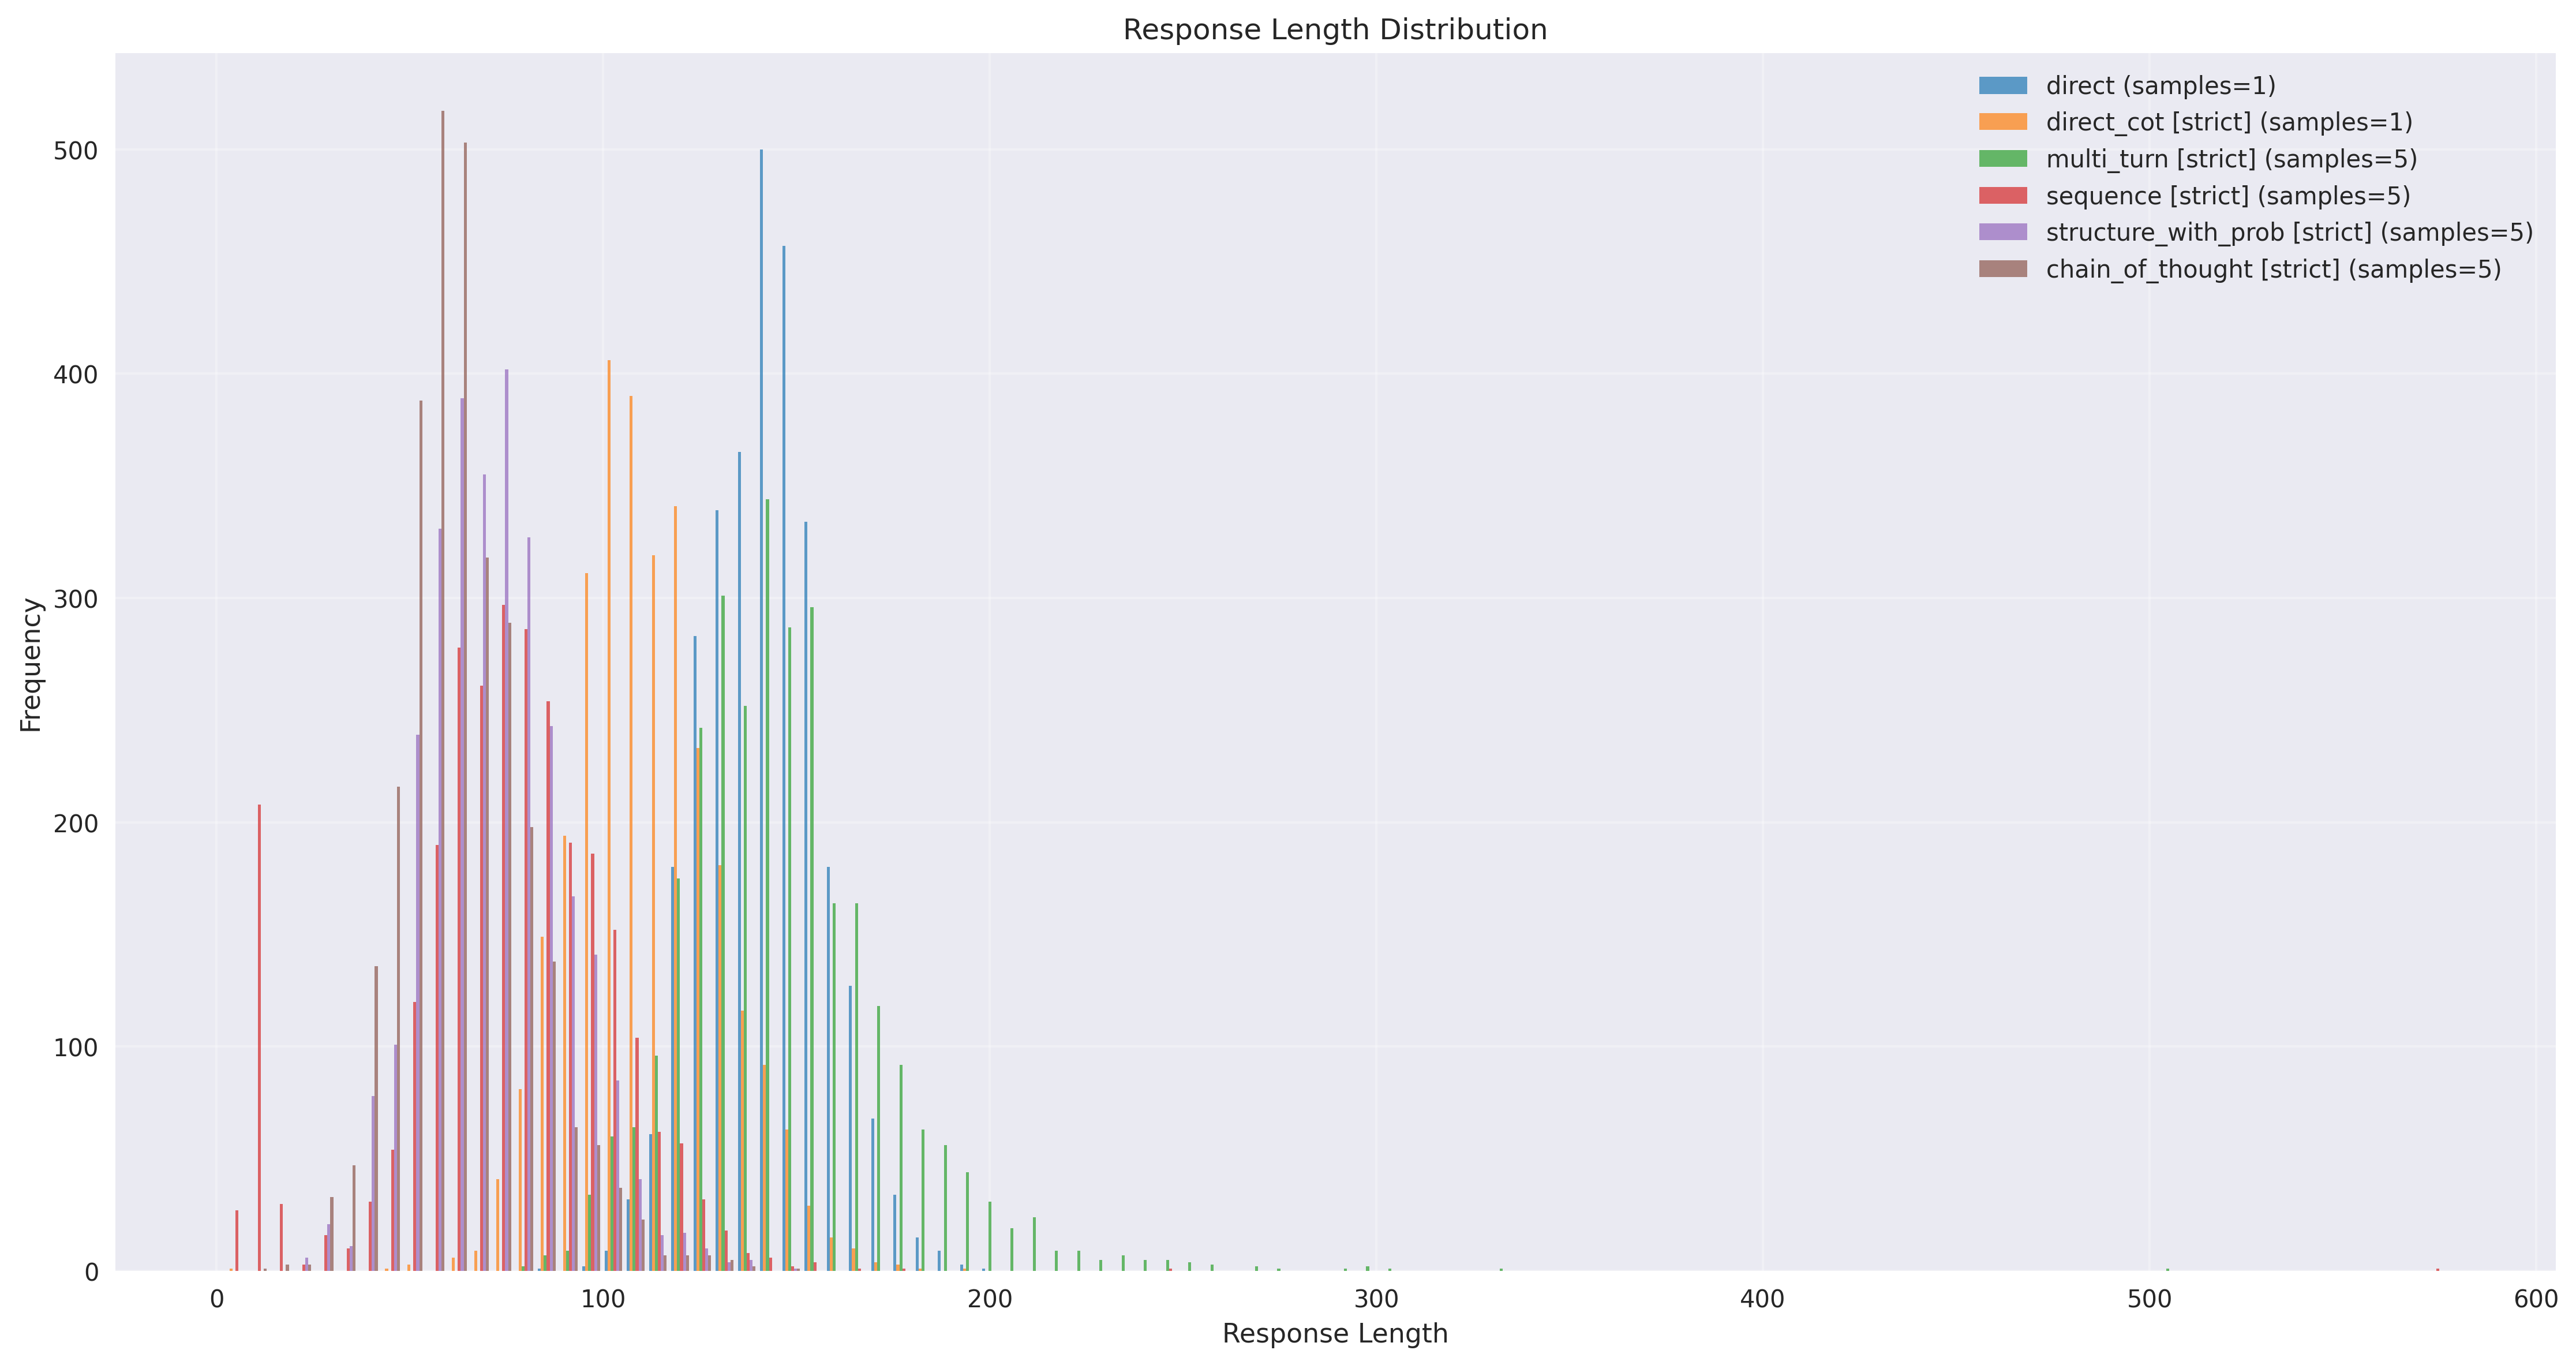 Response Length Distribution
direct (samples=1)
direct_cot [strict] (samples=1)
multi_turn [strict] (samples=5)
sequence [strict] (samples=5)
structure_with_prob [strict] (samples=5)
chain_of_thought [strict] (samples=5)
Frequency
500
400
300
200
100
0
0 100 200 300 400 500 600
Response Length